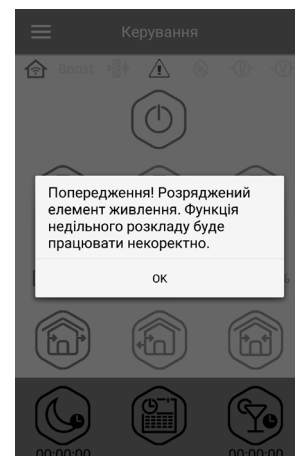 Керування
Boost
Попередження! Розряджений
елемент живлення. Функція
недільного розкладу буде
працювати некоректно.
OK
%
00:00:00 00:00:00